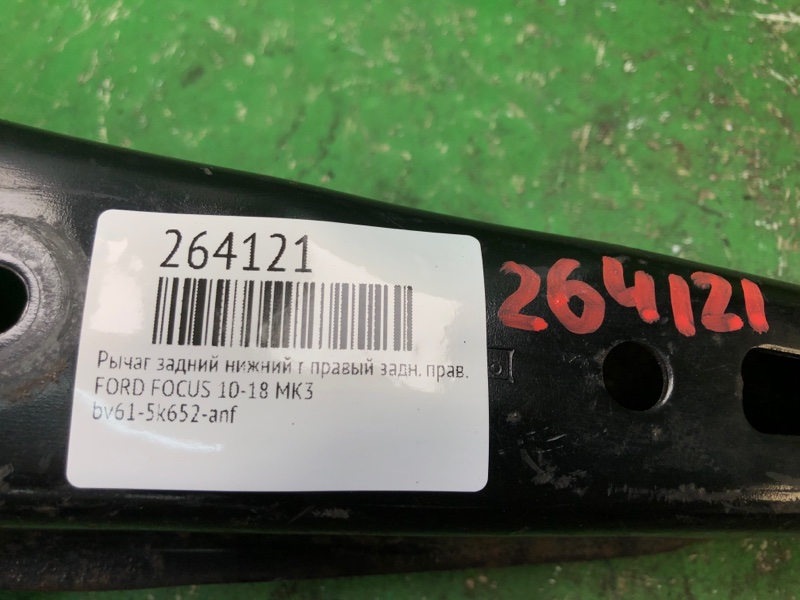 264121
264121
Рычаг задний нижний г правый задн. прав.
FORD FOCUS 10-18 MK3
bv61-5k652-anf